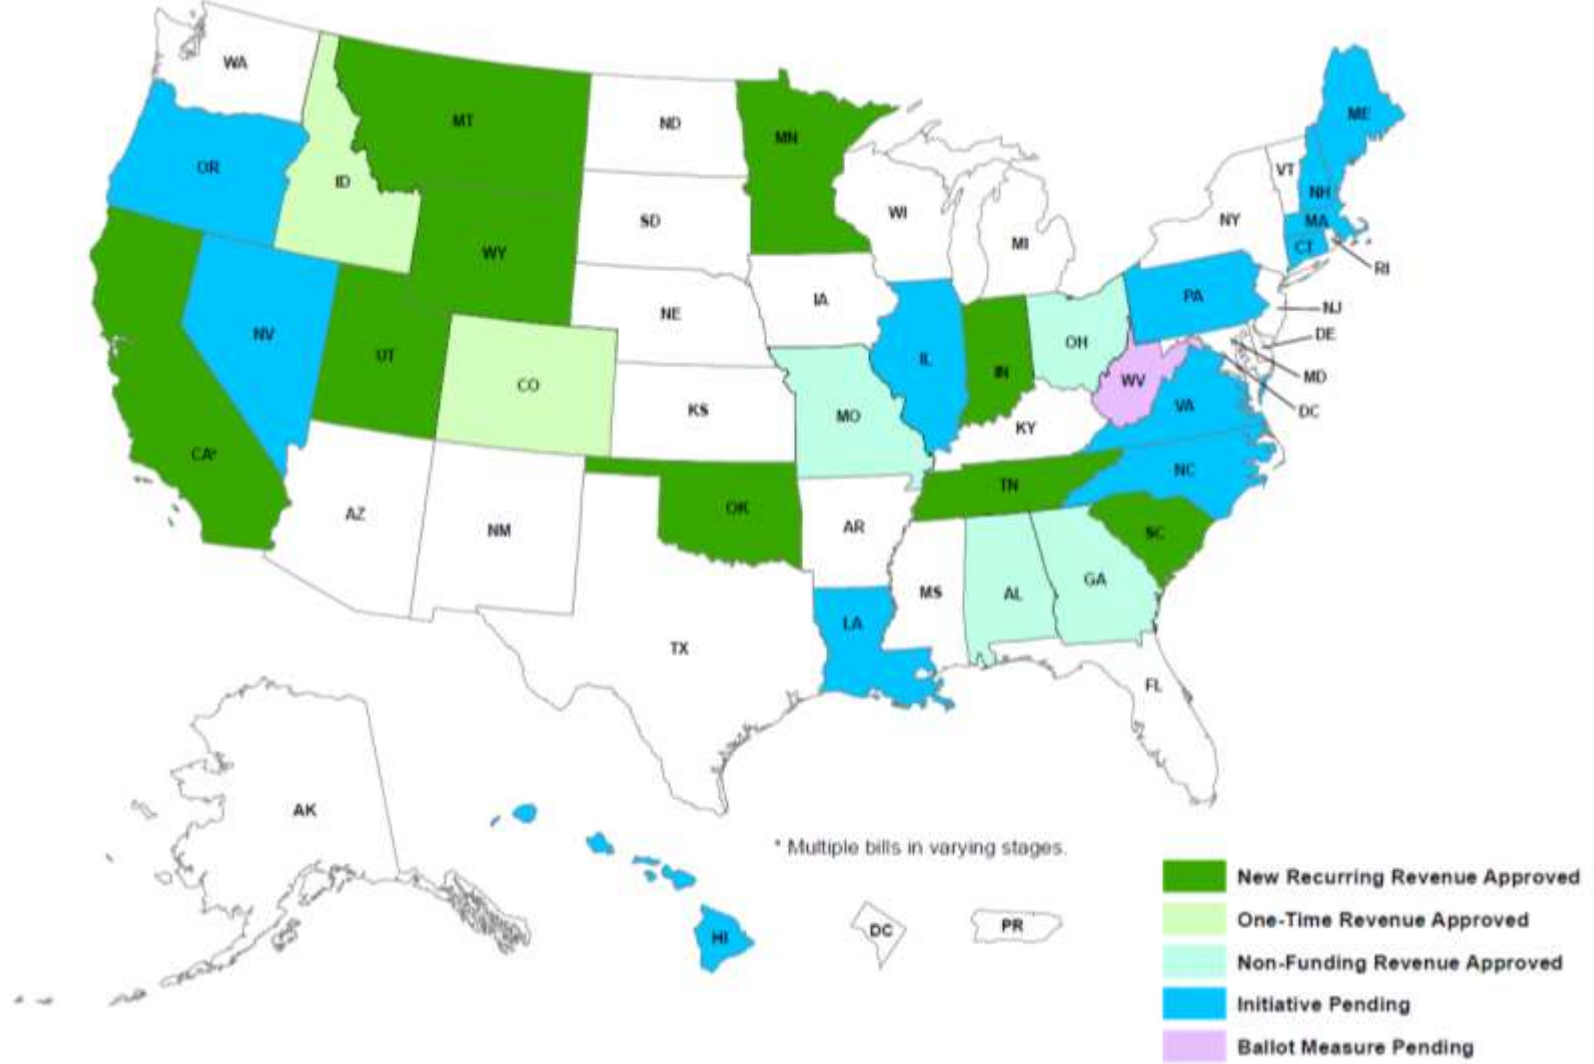 WA
MT
ND
MN
ME
OR
ID
VT
NH
SD
WI
NY
MA
WY
MI
CT
RI
IA
PA
NV
NE
NJ
UT
OH
DE
CO
IL
IN
MD
WV
KS
MO
VA
DC
KY
CA*
NC
TN
AZ
NM
OK
AR
SC
GA
MS
AL
LA
TX
FL
AK
* Multiple bills in varying stages.
HI
DC
PR
New Recurring Revenue Approved
One-Time Revenue Approved
Non-Funding Revenue Approved
Initiative Pending
Ballot Measure Pending